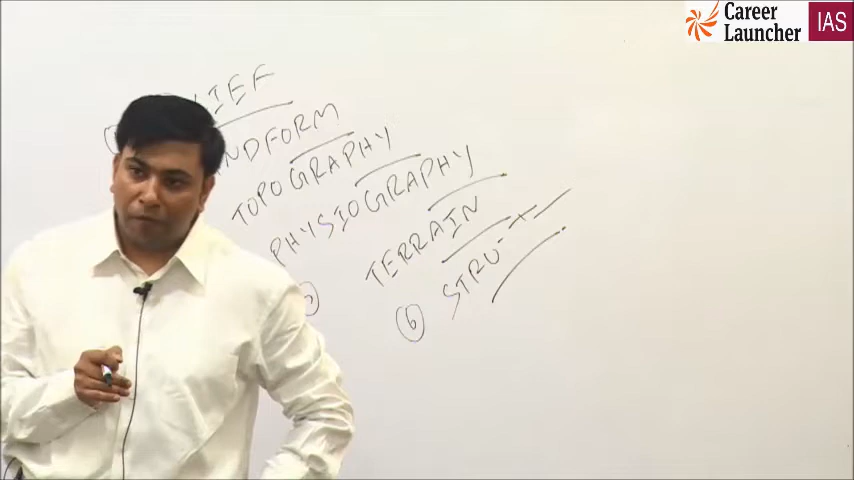 Career
Launcher
IAS
LIEF
NDFORM
TOPOGRAPHY
PHYSIOGRAPHY
TERRAIN
6 STRU